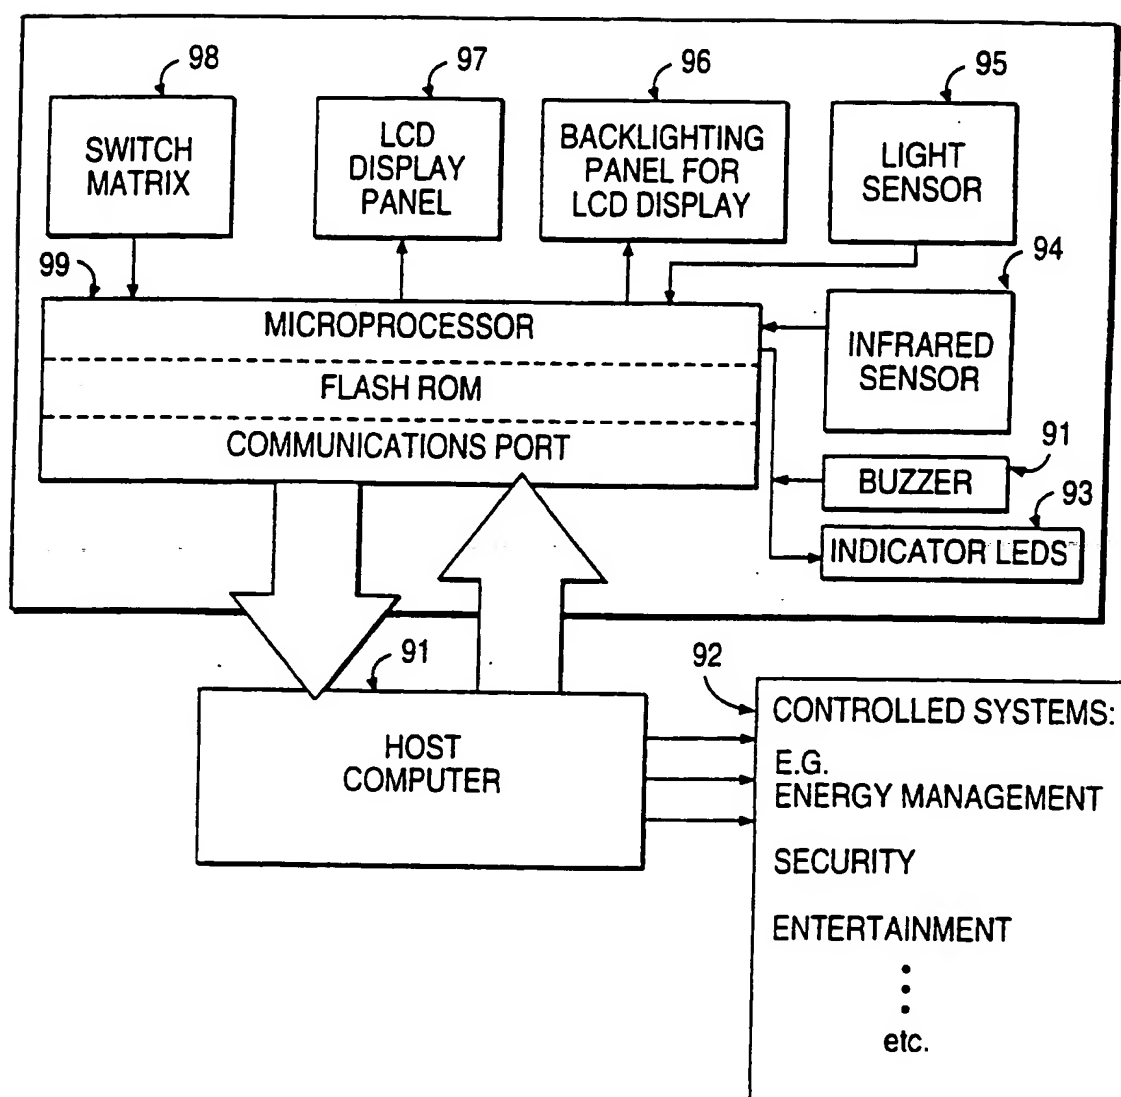 98
97
96
95
SWITCH
MATRIX
LCD
DISPLAY
PANEL
BACKLIGHTING
PANEL FOR
LCD DISPLAY
LIGHT
SENSOR
99
94
MICROPROCESSOR
FLASH ROM
COMMUNICATIONS PORT
INFRARED
SENSOR
91
BUZZER
93
INDICATOR LEDS
91
92
HOST
COMPUTER
CONTROLLED SYSTEMS:
E.G.
ENERGY MANAGEMENT
SECURITY
ENTERTAINMENT
etc.